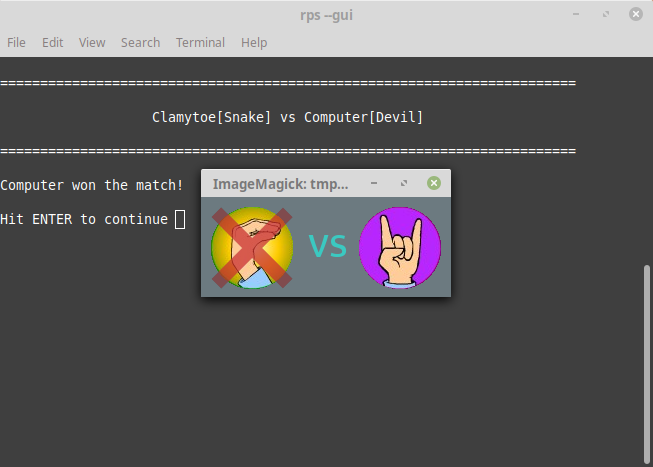 rps --gui
File Edit View Search Terminal Help
========================================================================
Clamytoe[Snake] vs Computer[Devil]
========================================================================
Computer won the match!
Hit ENTER to continue
ImageMagick: tmp...
VS